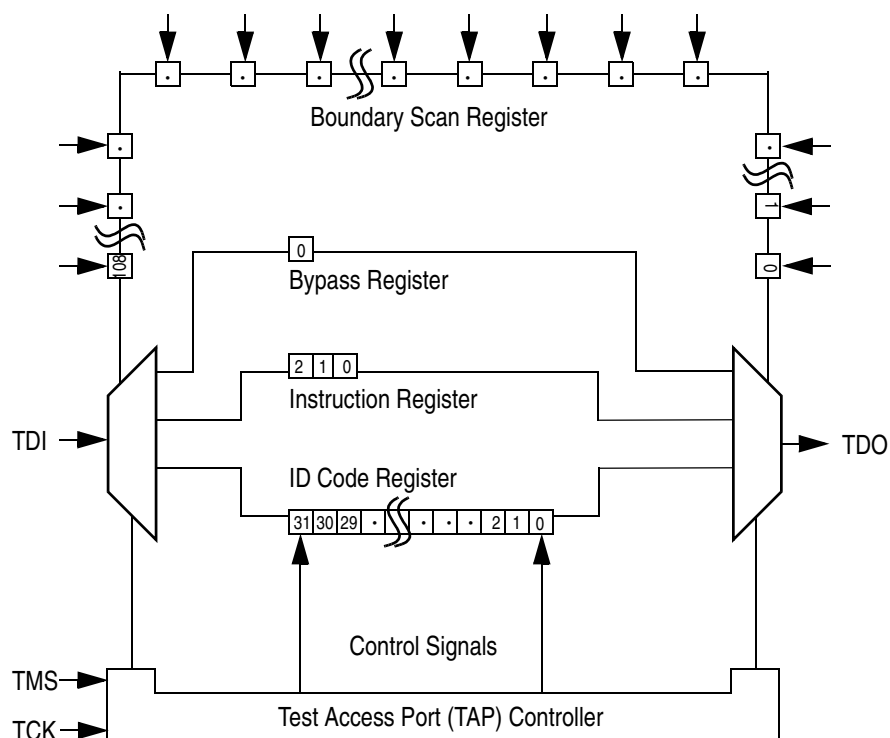 . . . . . . . .
Boundary Scan Register
. .
. 1
108 0
0
Bypass Register
2 1 0
Instruction Register
TDI TDO
ID Code Register
31 30 29 . . . . 2 1 0
Control Signals
TMS
Test Access Port (TAP) Controller
TCK